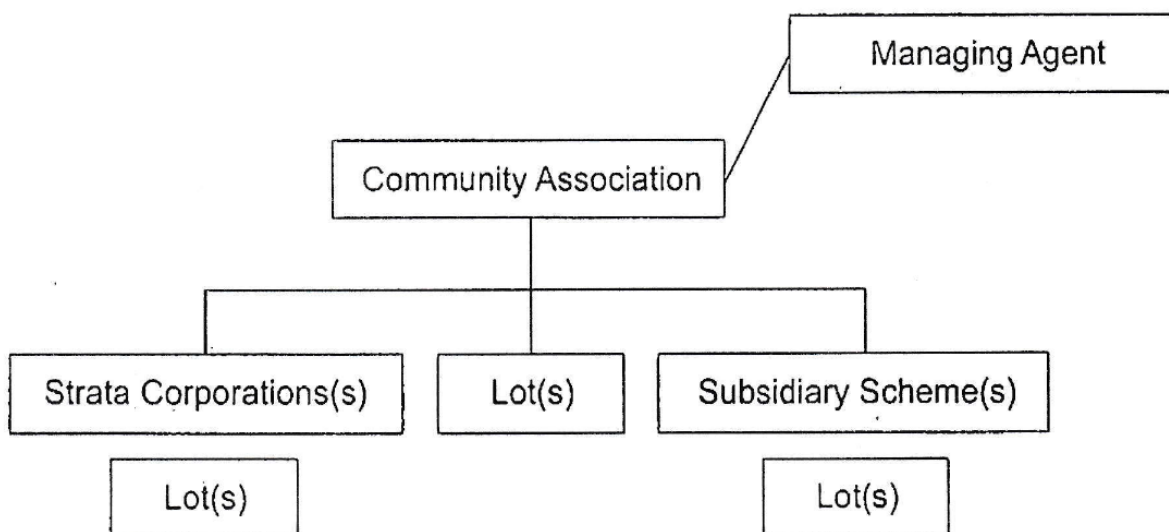 Managing Agent
Community Association
Strata Corporations(s)
Lot(s)
Subsidiary Scheme(s)
Lot(s)
Lot(s)